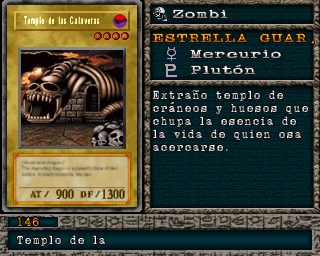 Templo de las Calaveras
AT/ 900 DF/1300
Zombi
ESTRELLA GUAR.
Mercurio
Plutón
Extraño templo de
cráneos y huesos que
chupa la esencia de
la vida de quien osa
acercarse.
146
Templo de la